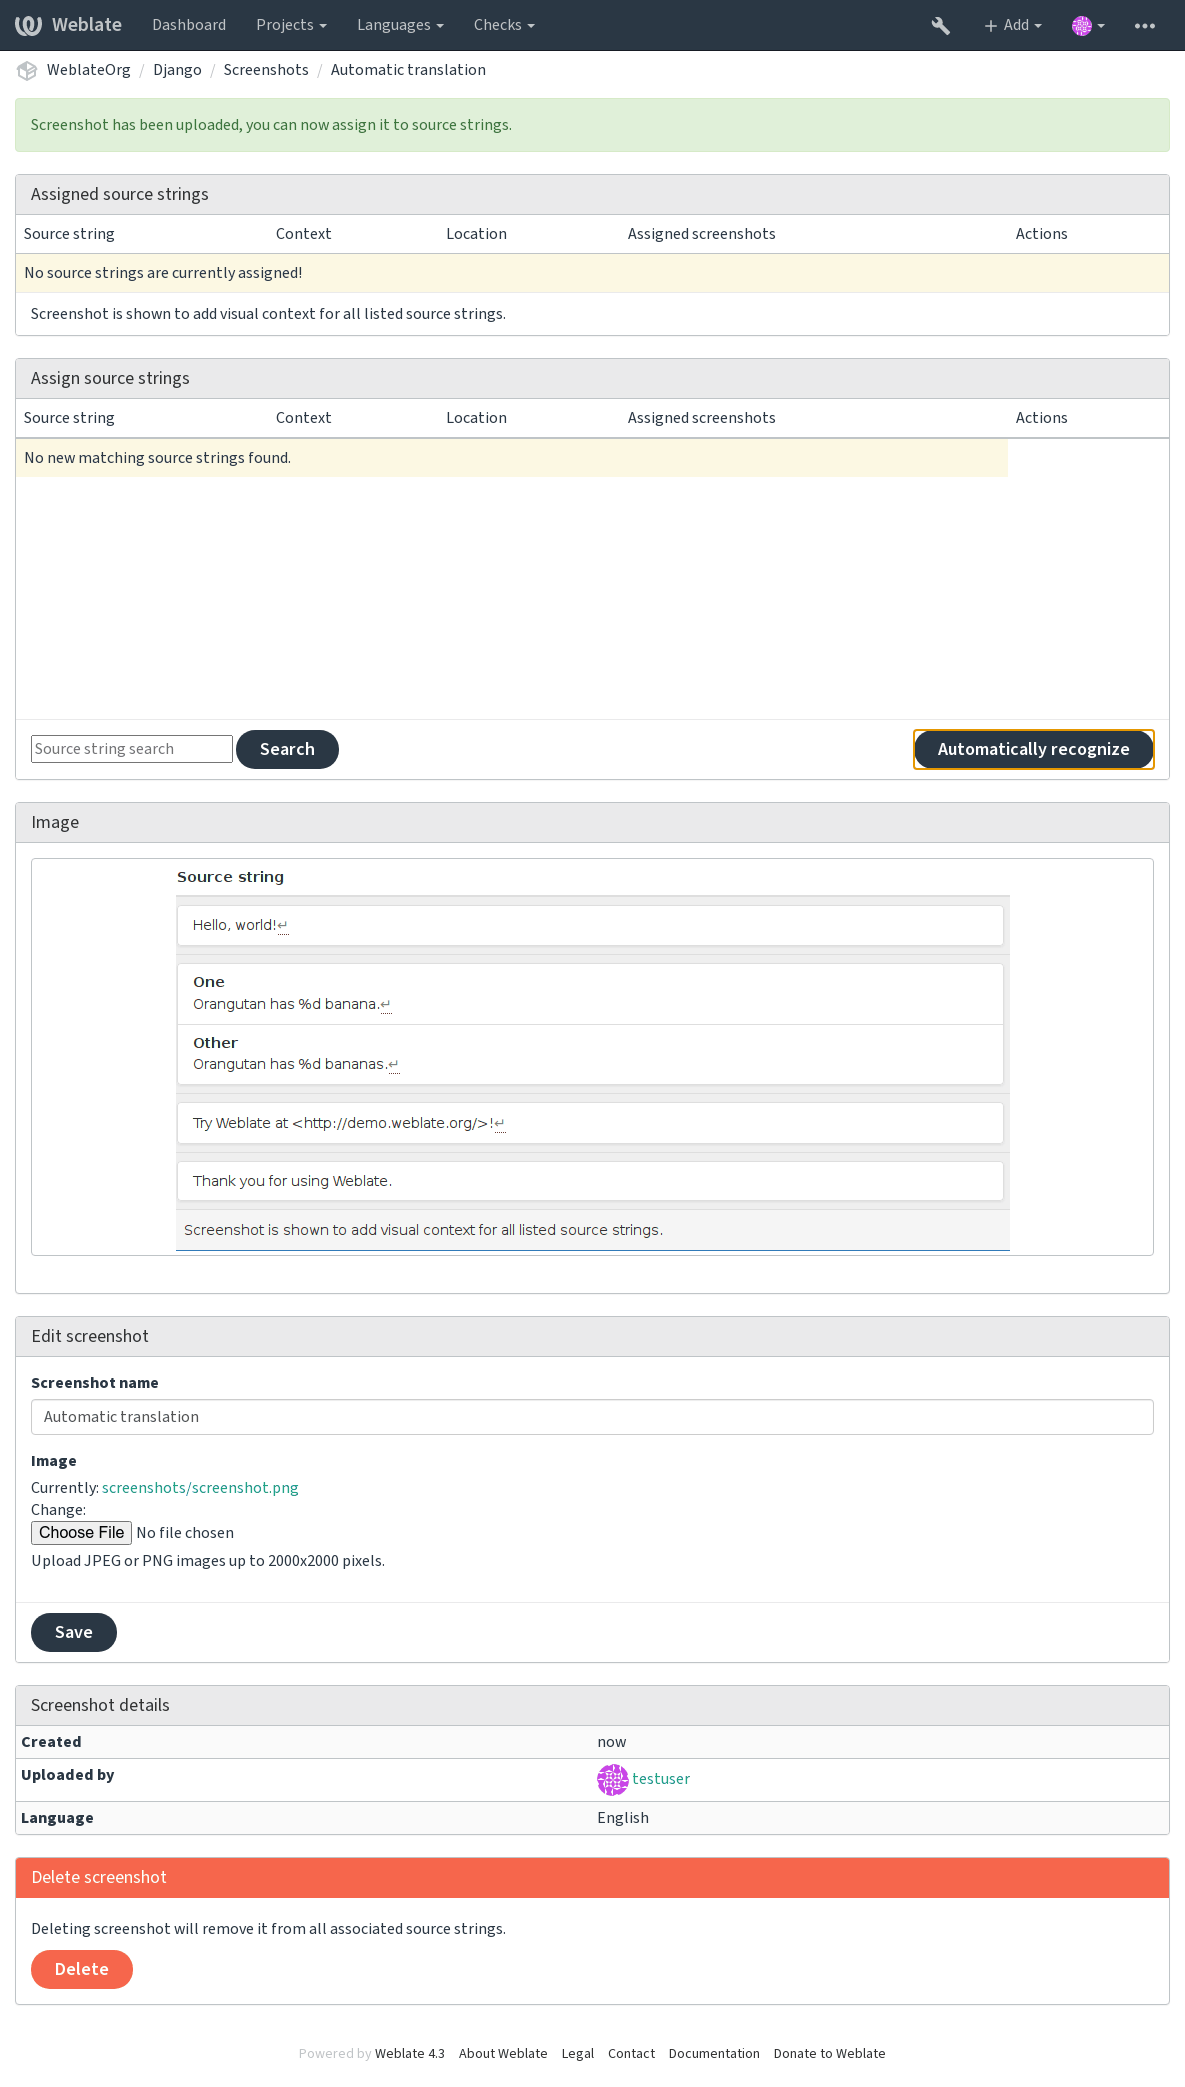 Weblate Dashboard Projects Languages Checks Add
WeblateOrg / Django / Screenshots / Automatic translation
Screenshot has been uploaded, you can now assign it to source strings.
Assigned source strings
Source string Context Location Assigned screenshots Actions
No source strings are currently assigned!
Screenshot is shown to add visual context for all listed source strings.
Assign source strings
Source string Context Location Assigned screenshots Actions
No new matching source strings found.
Source string search Search Automatically recognize
Image
Source string
Hello, world!↵
One
Orangutan has %d banana.↵
Other
Orangutan has %d bananas.↵
Try Weblate at <http://demo.weblate.org/>!↵
Thank you for using Weblate.
Screenshot is shown to add visual context for all listed source strings.
Edit screenshot
Screenshot name
Automatic translation
Image
Currently: screenshots/screenshot.png
Change:
Choose File No file chosen
Upload JPEG or PNG images up to 2000x2000 pixels.
Save
Screenshot details
Created now
Uploaded by testuser
Language English
Delete screenshot
Deleting screenshot will remove it from all associated source strings.
Delete
Powered by Weblate 4.3 About Weblate Legal Contact Documentation Donate to Weblate